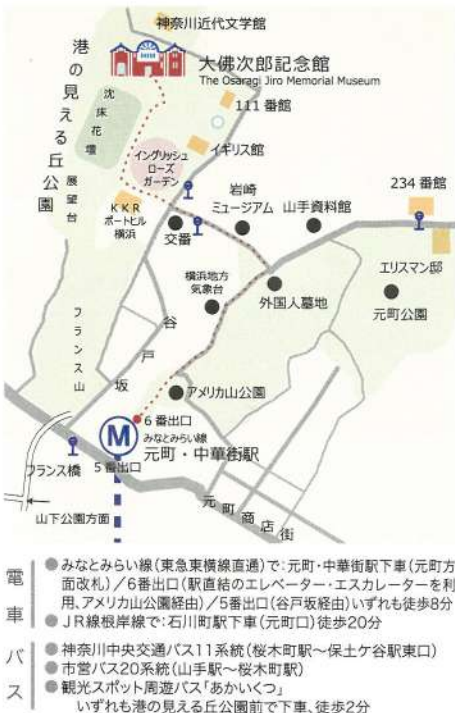 神奈川近代文学館
大佛次郎記念館
The Osaragi Jiro Memorial Museum
港の見える丘公園
沈床花壇
111番館
イギリス館
イングリッシュ
ローズ
ガーデン
展望台
KKR
ポートヒル
横浜
交番
岩崎
ミュージアム
山手資料館
234番館
エリスマン邸
元町公園
外国人墓地
横浜地方
気象台
フランス山
谷戸坂
アメリカ山公園
6番出口
M
みなとみらい線
元町・中華街駅
5番出口
フランス橋
山下公園方面
元町商店街
電車
●みなとみらい線(東急東横線直通)で:元町・中華街駅下車(元町方
面改札)/6番出口(駅直結のエレベーター・エスカレーターを利
用、アメリカ山公園経由)/5番出口(谷戸坂経由)いずれも徒歩8分
●JR線根岸線で:石川町駅下車(元町口)徒歩20分
バス
●神奈川中央交通バス11系統(桜木町駅〜保土ケ谷駅東口)
●市営バス20系統(山手駅〜桜木町駅)
●観光スポット周遊バス「あかいくつ」
いずれも港の見える丘公園前で下車、徒歩2分